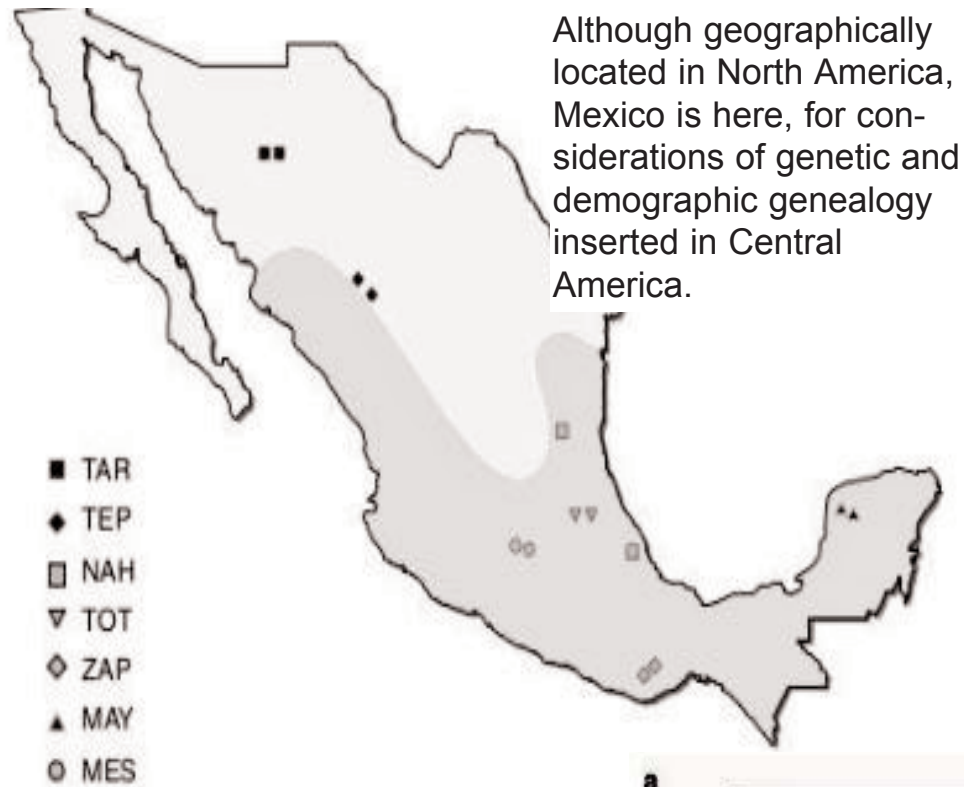 Although geographically
located in North America,
Mexico is here, for con-
siderations of genetic and
demographic genealogy
inserted in Central
America.
TAR
TEP
NAH
TOT
ZAP
MAY
MES
a